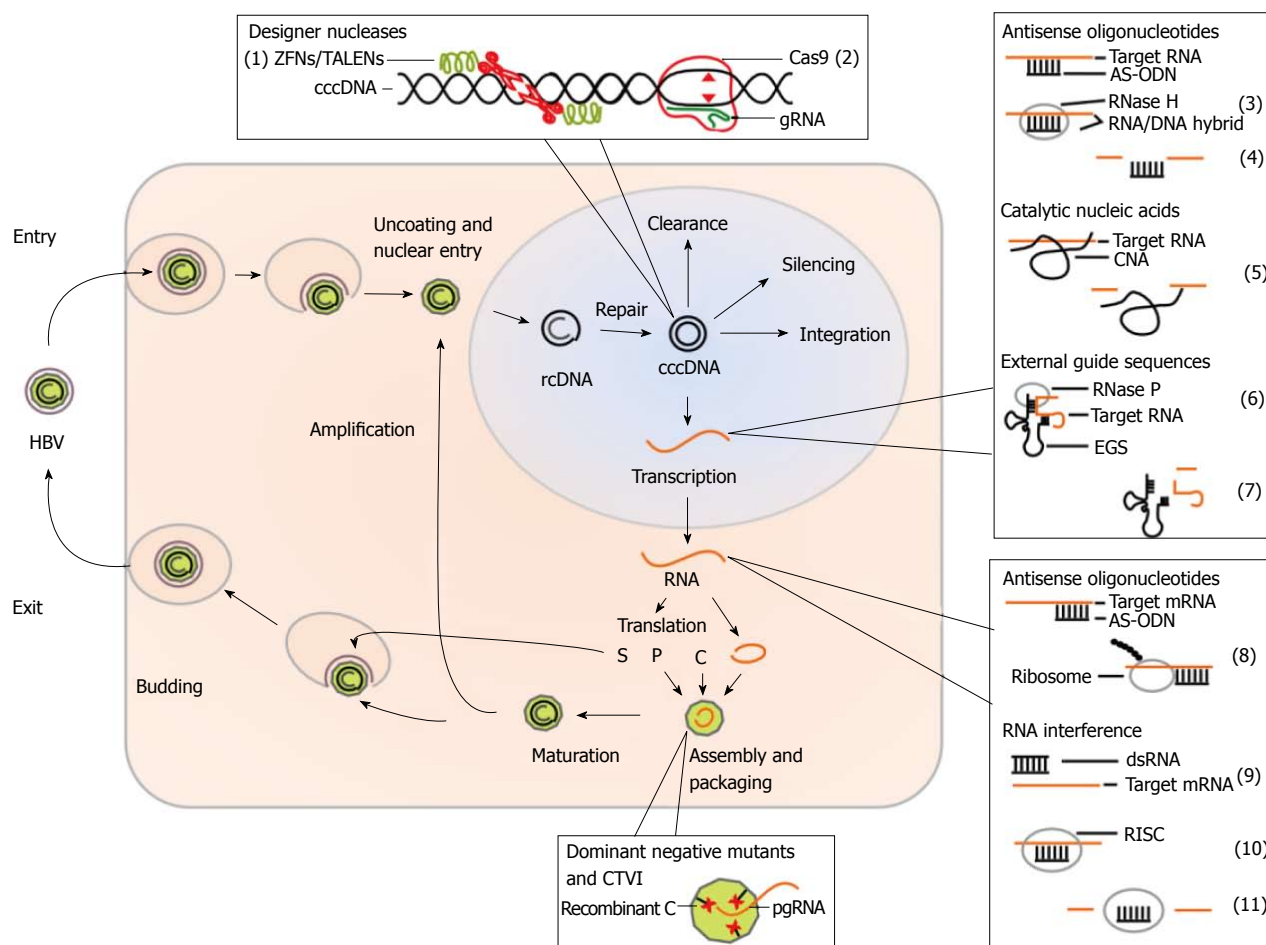 Designer nucleases
(1) ZFNs/TALENs
Cas9 (2)
cccDNA
gRNA
Antisense oligonucleotides
Target RNA
AS-ODN
RNase H
(3)
RNA/DNA hybrid
(4)
Catalytic nucleic acids
Target RNA
CNA
(5)
External guide sequences
RNase P
(6)
Target RNA
EGS
(7)
Entry
Uncoating and
nuclear entry
Clearance
Silencing
Repair
Integration
rcDNA
cccDNA
HBV
Amplification
Transcription
RNA
Translation
S P C
Exit
Budding
Maturation
Assembly and
packaging
Antisense oligonucleotides
Target mRNA
AS-ODN
(8)
Ribosome
RNA interference
dsRNA
(9)
Target mRNA
RISC
(10)
(11)
Dominant negative mutants
and CTVI
Recombinant C
pgRNA